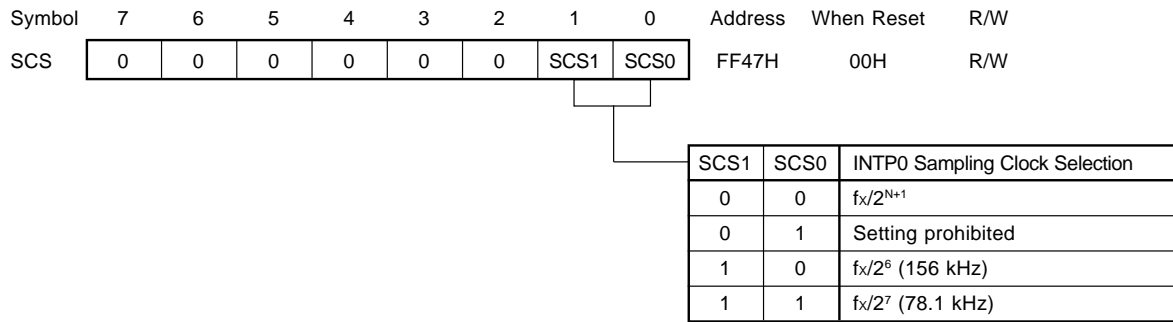 Symbol 7 6 5 4 3 2 1 0 Address When Reset R/W
SCS 0 0 0 0 0 0 SCS1 SCS0 FF47H 00H R/W
SCS1 SCS0 INTP0 Sampling Clock Selection
0 0 fx/2ᴺ⁺¹
0 1 Setting prohibited
1 0 fx/2⁶ (156 kHz)
1 1 fx/2⁷ (78.1 kHz)